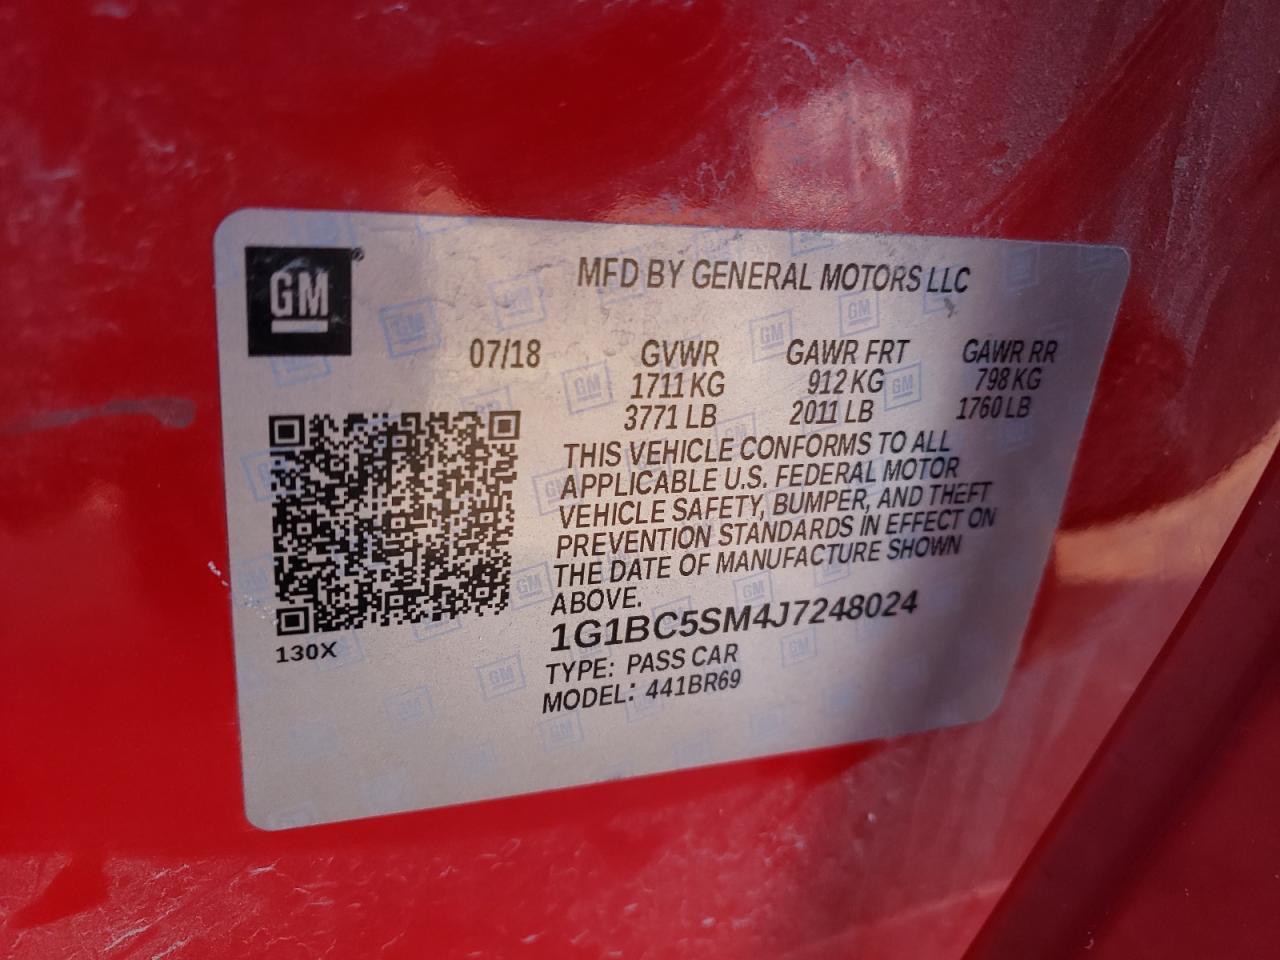 GM
MFD BY GENERAL MOTORS LLC
07/18 GVWR GAWR FRT GAWR RR
1711 KG 912 KG 798 KG
3771 LB 2011 LB 1760 LB
THIS VEHICLE CONFORMS TO ALL
APPLICABLE U.S. FEDERAL MOTOR
VEHICLE SAFETY, BUMPER, AND THEFT
PREVENTION STANDARDS IN EFFECT ON
THE DATE OF MANUFACTURE SHOWN
ABOVE.
1G1BC5SM4J7248024
TYPE: PASS CAR
MODEL: 441BR69
130X